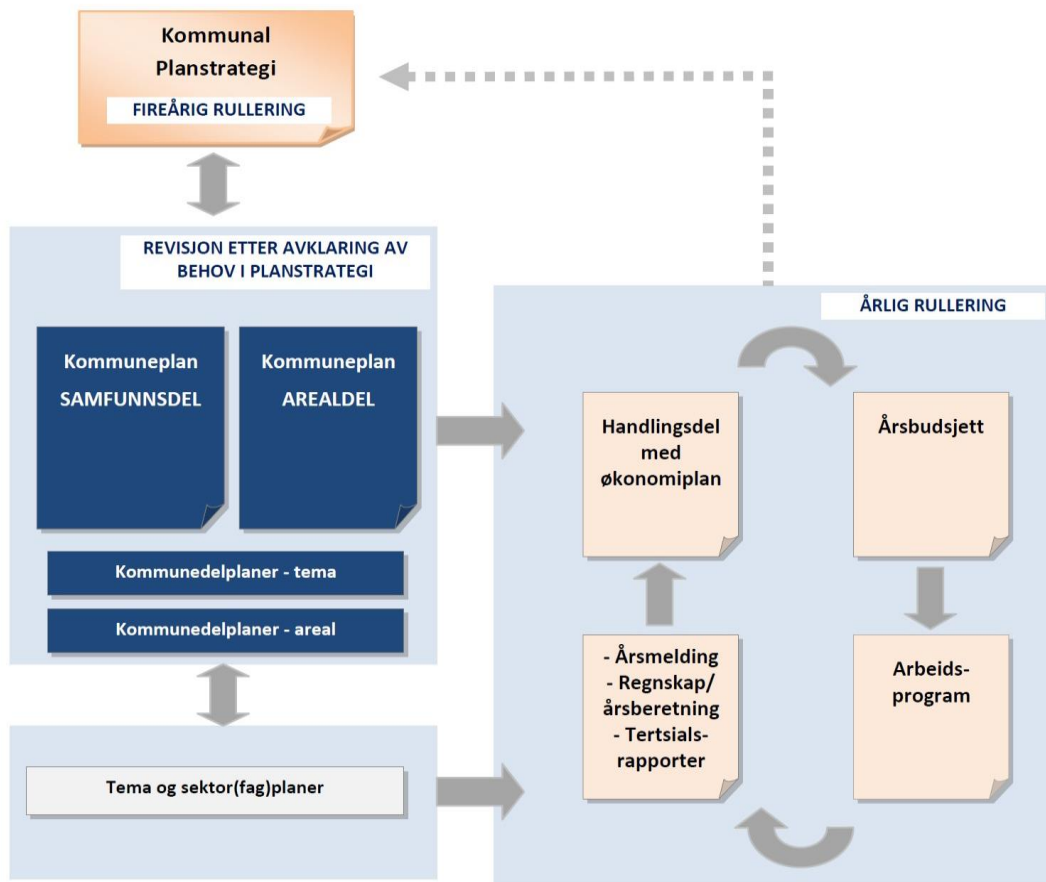 Kommunal
Planstrategi
FIREÅRIG RULLERING
REVISJON ETTER AVKLARING AV
BEHOV I PLANSTRATEGI
Kommuneplan
SAMFUNNSDEL
Kommuneplan
AREALDEL
Kommunedelplaner - tema
Kommunedelplaner - areal
Tema og sektor(fag)planer
ÅRLIG RULLERING
Handlingsdel
med
økonomiplan
Årsbudsjett
- Årsmelding
- Regnskap/
årsberetning
- Tertsials-
rapporter
Arbeids-
program